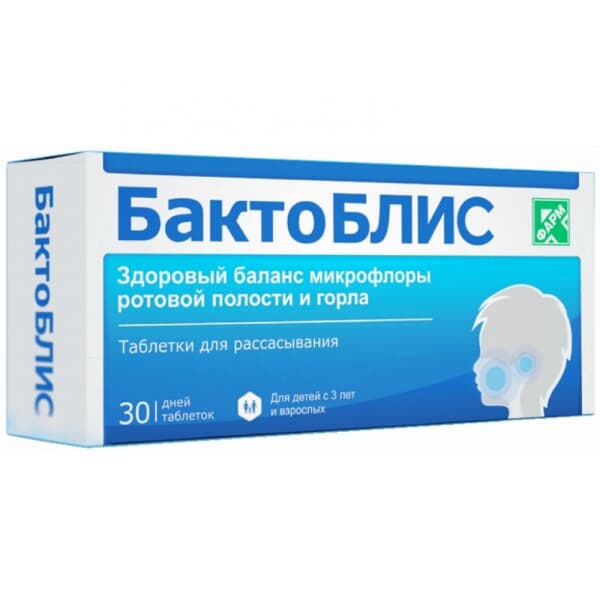 БактоБЛИС
БактоБЛИС
ФАРМ
Здоровый баланс микрофлоры
ротовой полости и горла
Таблетки для рассасывания
30 дней
таблеток
Для детей с 3 лет
и взрослых